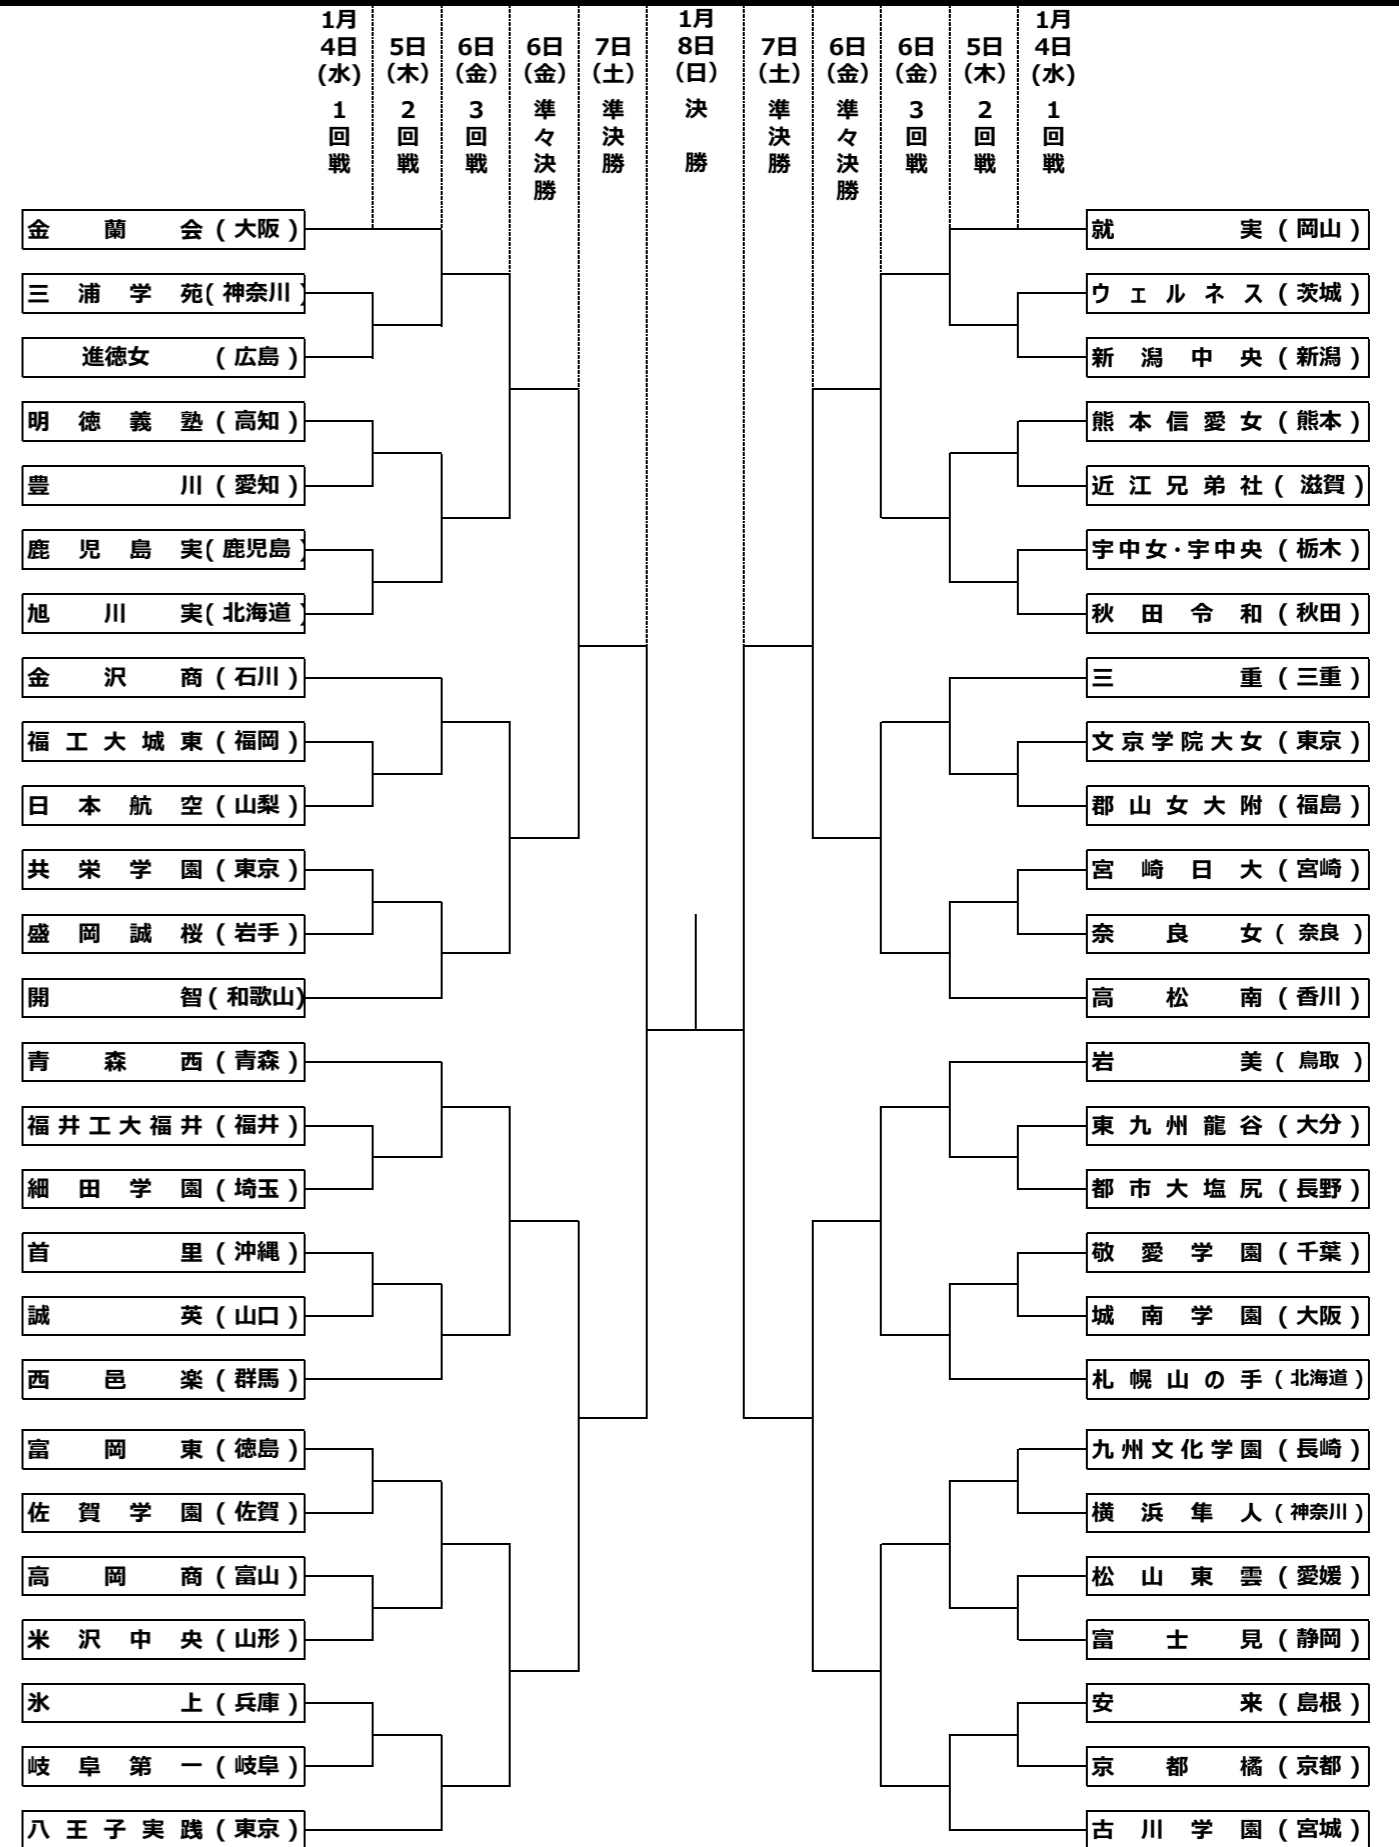 1月4日(水) 1回戦
5日(木) 2回戦
6日(金) 3回戦
6日(金) 準々決勝
7日(土) 準決勝
1月8日(日) 決勝
7日(土) 準決勝
6日(金) 準々決勝
6日(金) 3回戦
5日(木) 2回戦
1月4日(水) 1回戦
金蘭会(大阪)
三浦学苑(神奈川)
進徳女(広島)
明徳義塾(高知)
豊川(愛知)
鹿児島実(鹿児島)
旭川実(北海道)
金沢商(石川)
福工大城東(福岡)
日本航空(山梨)
共栄学園(東京)
盛岡誠桜(岩手)
開智(和歌山)
青森西(青森)
福井工大福井(福井)
細田学園(埼玉)
首里(沖縄)
誠英(山口)
西邑楽(群馬)
富岡東(徳島)
佐賀学園(佐賀)
高岡商(富山)
米沢中央(山形)
氷上(兵庫)
岐阜第一(岐阜)
八王子実践(東京)
就実(岡山)
ウェルネス(茨城)
新潟中央(新潟)
熊本信愛女(熊本)
近江兄弟社(滋賀)
宇中女・宇中央(栃木)
秋田令和(秋田)
三重(三重)
文京学院大女(東京)
郡山女大附(福島)
宮崎日大(宮崎)
奈良女(奈良)
高松南(香川)
岩美(鳥取)
東九州龍谷(大分)
都市大塩尻(長野)
敬愛学園(千葉)
城南学園(大阪)
札幌山の手(北海道)
九州文化学園(長崎)
横浜隼人(神奈川)
松山東雲(愛媛)
富士見(静岡)
安来(島根)
京都橘(京都)
古川学園(宮城)